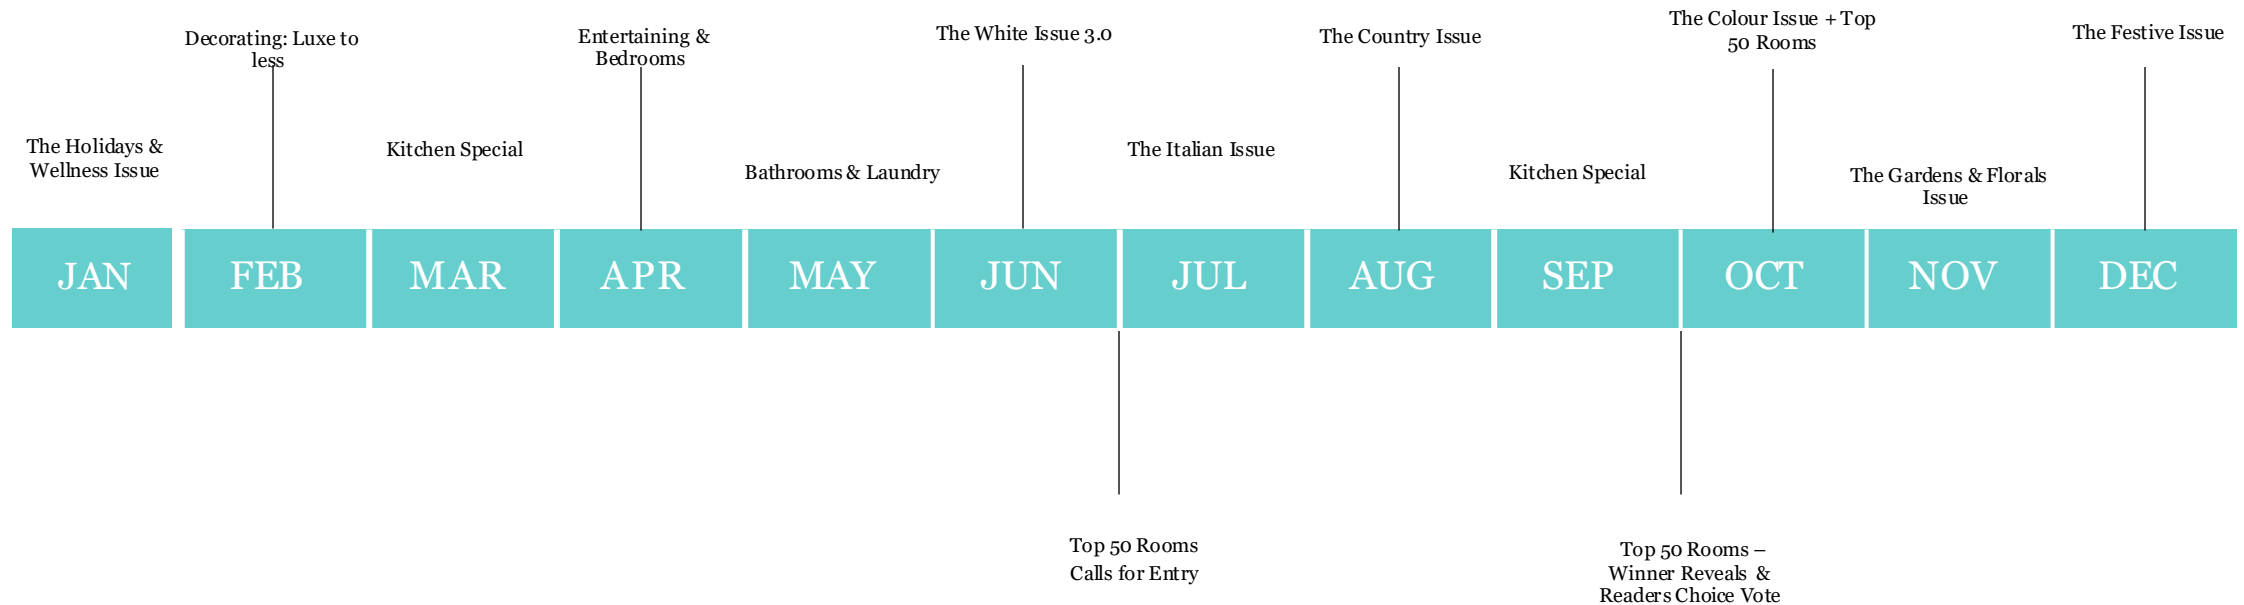 Decorating: Luxe to
less
Entertaining &
Bedrooms
The White Issue 3.0
The Country Issue
The Colour Issue + Top
50 Rooms
The Festive Issue
The Holidays &
Wellness Issue
Kitchen Special
Bathrooms & Laundry
The Italian Issue
Kitchen Special
The Gardens & Florals
Issue
JAN
FEB
MAR
APR
MAY
JUN
JUL
AUG
SEP
OCT
NOV
DEC
Top 50 Rooms
Calls for Entry
Top 50 Rooms –
Winner Reveals &
Readers Choice Vote